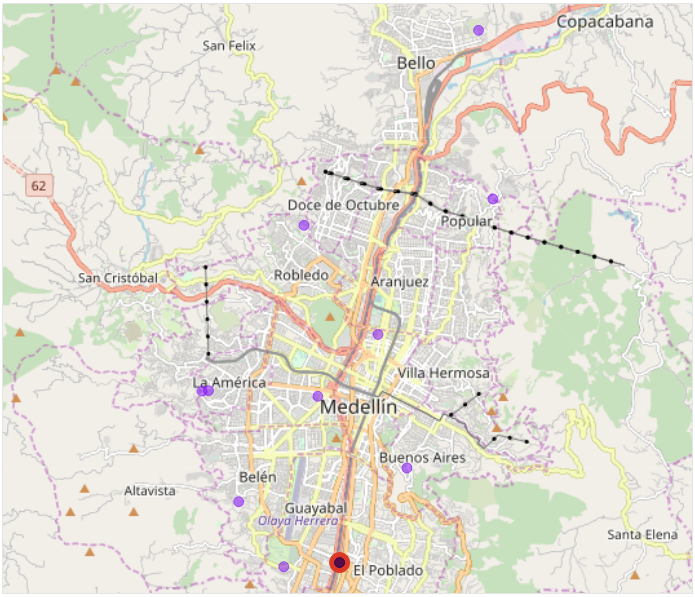 Copacabana
San Felix
Bello
62
Doce de Octubre
Popular
San Cristóbal
Robledo
Aranjuez
La América
Villa Hermosa
Medellín
Buenos Aires
Belén
Altavista
Guayabal
Olaya Herrera
Santa Elena
El Poblado